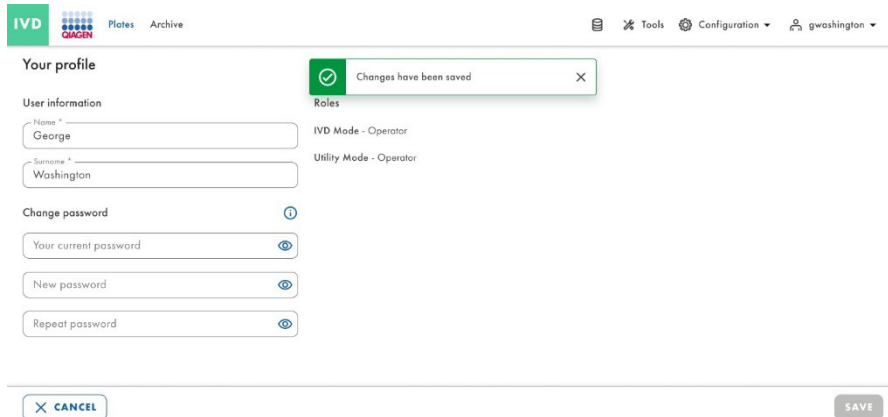 IVD QIAGEN Plates Archive Tools Configuration gwashington
Your profile
Changes have been saved
User information
Name *
George
Surname *
Washington
Roles
IVD Mode - Operator
Utility Mode - Operator
Change password
Your current password
New password
Repeat password
CANCEL SAVE